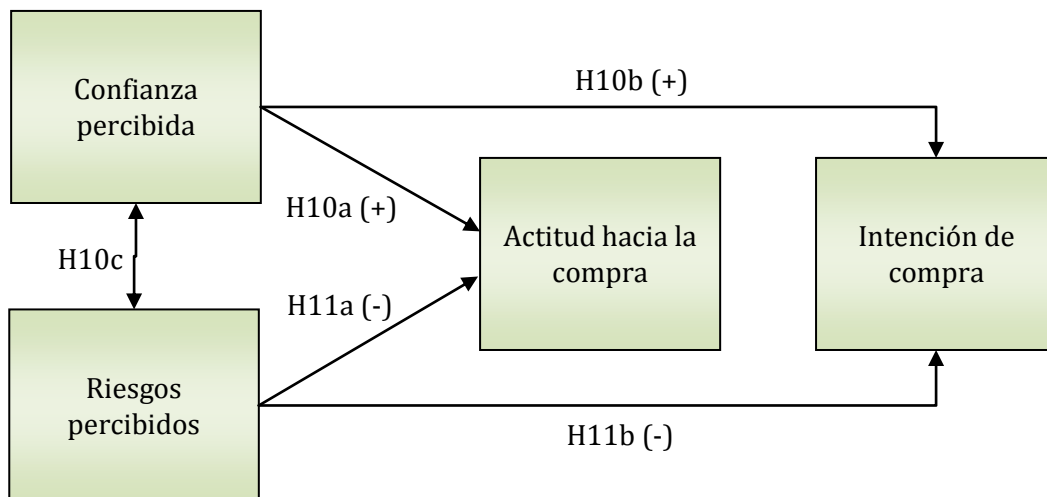 Confianza
percibida
H10b (+)
H10a (+)
Actitud hacia la
compra
Intención de
compra
H10c
H11a (-)
Riesgos
percibidos
H11b (-)